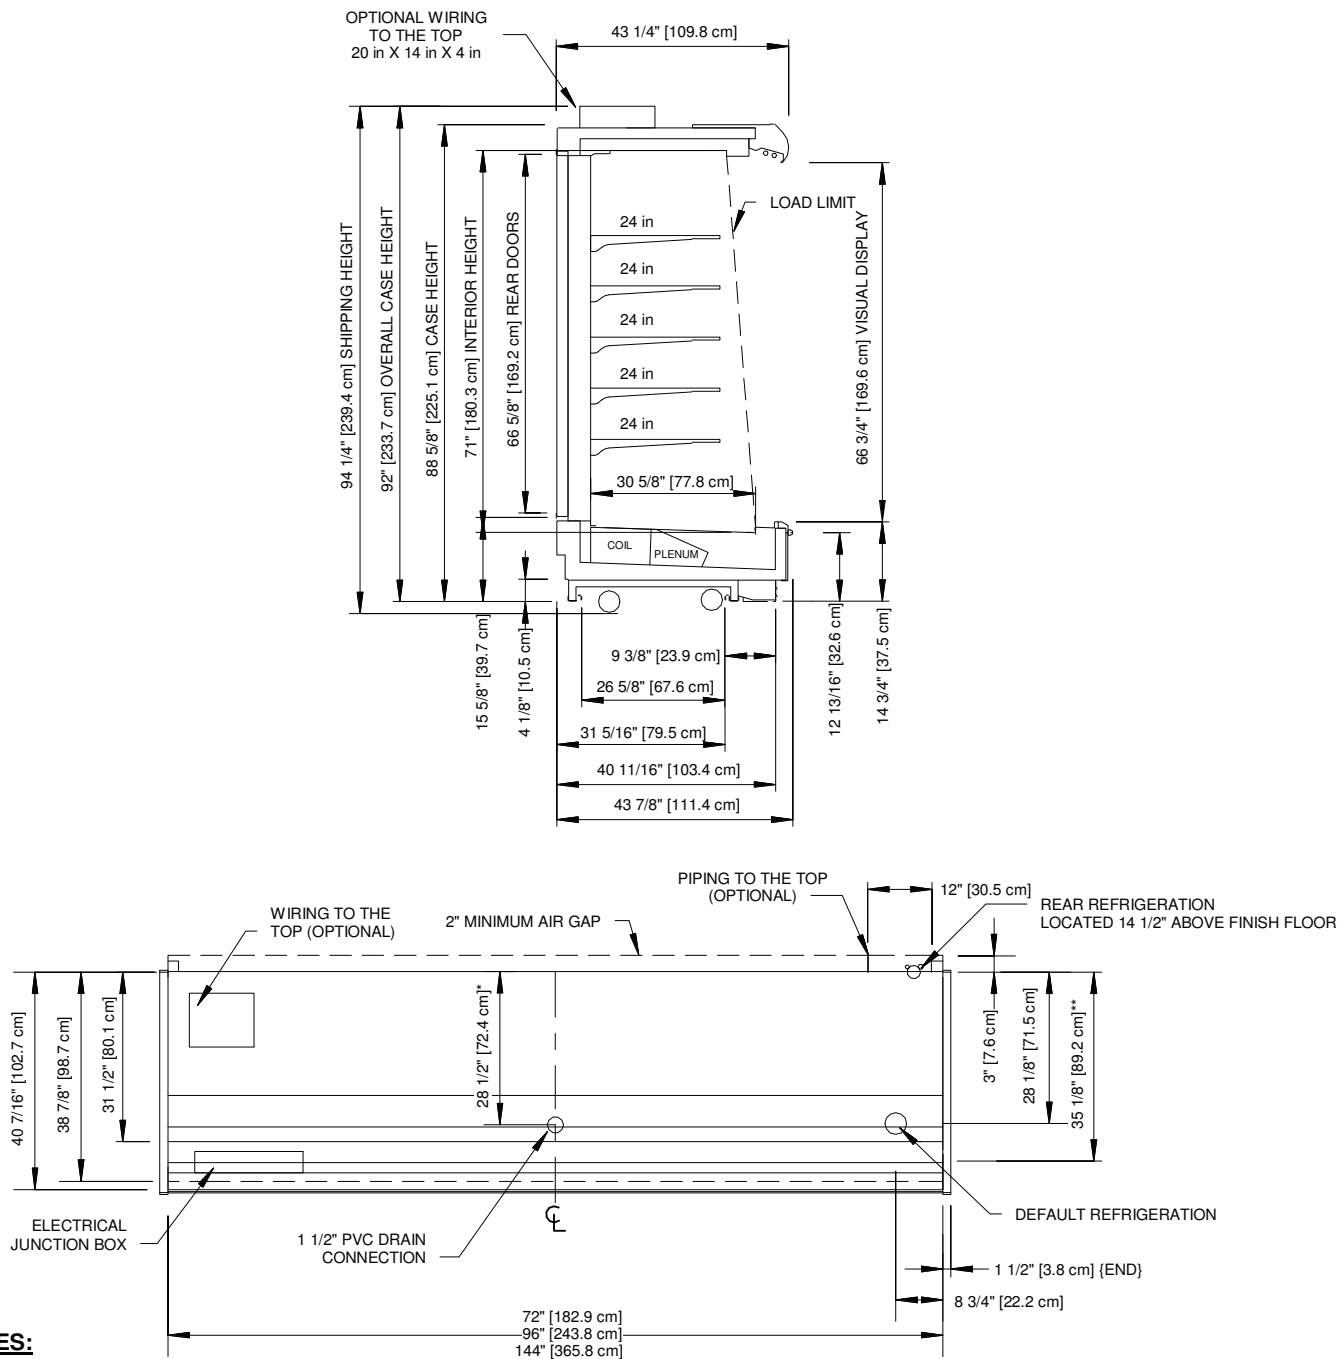 OPTIONAL WIRING
TO THE TOP
20 in X 14 in X 4 in
43 1/4" [109.8 cm]
94 1/4" [239.4 cm] SHIPPING HEIGHT
92" [233.7 cm] OVERALL CASE HEIGHT
88 5/8" [225.1 cm] CASE HEIGHT
71" [180.3 cm] INTERIOR HEIGHT
66 5/8" [169.2 cm] REAR DOORS
LOAD LIMIT
66 3/4" [169.6 cm] VISUAL DISPLAY
24 in
24 in
24 in
24 in
24 in
30 5/8" [77.8 cm]
COIL
PLENUM
15 5/8" [39.7 cm]
4 1/8" [10.5 cm]
9 3/8" [23.9 cm]
26 5/8" [67.6 cm]
31 5/16" [79.5 cm]
40 11/16" [103.4 cm]
43 7/8" [111.4 cm]
12 13/16" [32.6 cm]
14 3/4" [37.5 cm]
PIPING TO THE TOP
(OPTIONAL)
12" [30.5 cm]
REAR REFRIGERATION
LOCATED 14 1/2" ABOVE FINISH FLOOR
WIRING TO THE
TOP (OPTIONAL)
2" MINIMUM AIR GAP
40 7/16" [102.7 cm]
38 7/8" [98.7 cm]
31 1/2" [80.1 cm]
28 1/2" [72.4 cm]*
3" [7.6 cm]
28 1/8" [71.5 cm]
35 1/8" [89.2 cm]**
ELECTRICAL
JUNCTION BOX
1 1/2" PVC DRAIN
CONNECTION
CL
DEFAULT REFRIGERATION
1 1/2" [3.8 cm] {END}
8 3/4" [22.2 cm]
72" [182.9 cm]
96" [243.8 cm]
144" [365.8 cm]
ES: